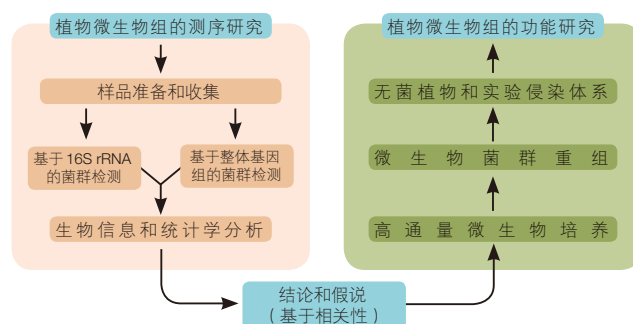 植物微生物组的测序研究
样品准备和收集
基于 16S rRNA
的菌群检测
基于整体基因
组的菌群检测
生物信息和统计学分析
结论和假说
（基于相关性）
高通量微生物培养
微生物菌群重组
无菌植物和实验侵染体系
植物微生物组的功能研究